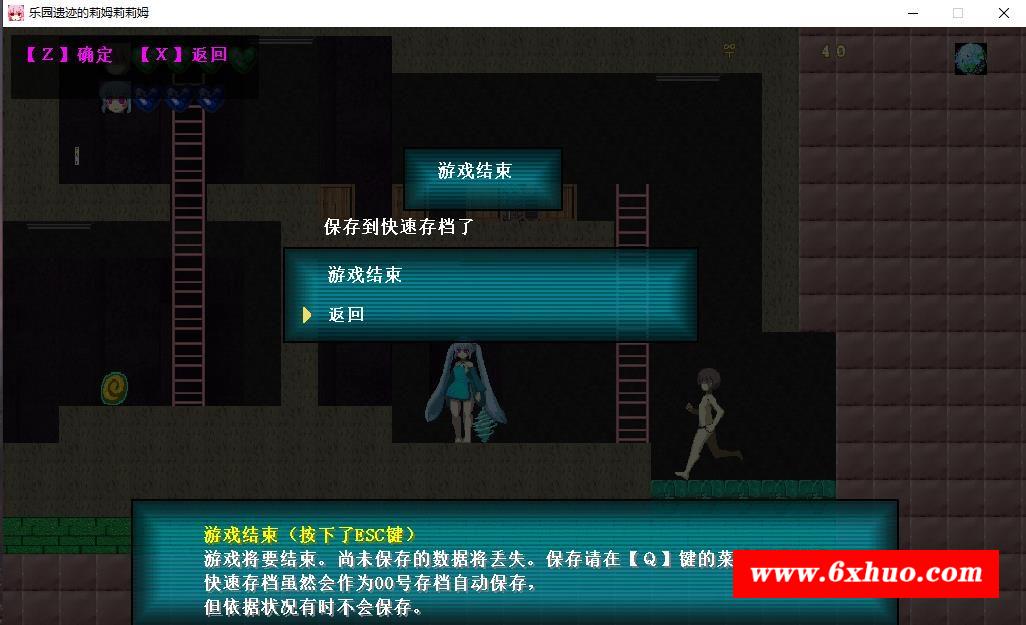 乐园遗迹的莉姆莉莉姆
【Z】确定 【X】返回
40
游戏结束
保存到快速存档了
游戏结束
返回
游戏结束（按下了ESC键）
游戏将要结束。尚未保存的数据将丢失。保存请在【Q】键的菜
快速存档虽然会作为00号存档自动保存，
但依据状况有时不会保存。
www.6xhuo.com